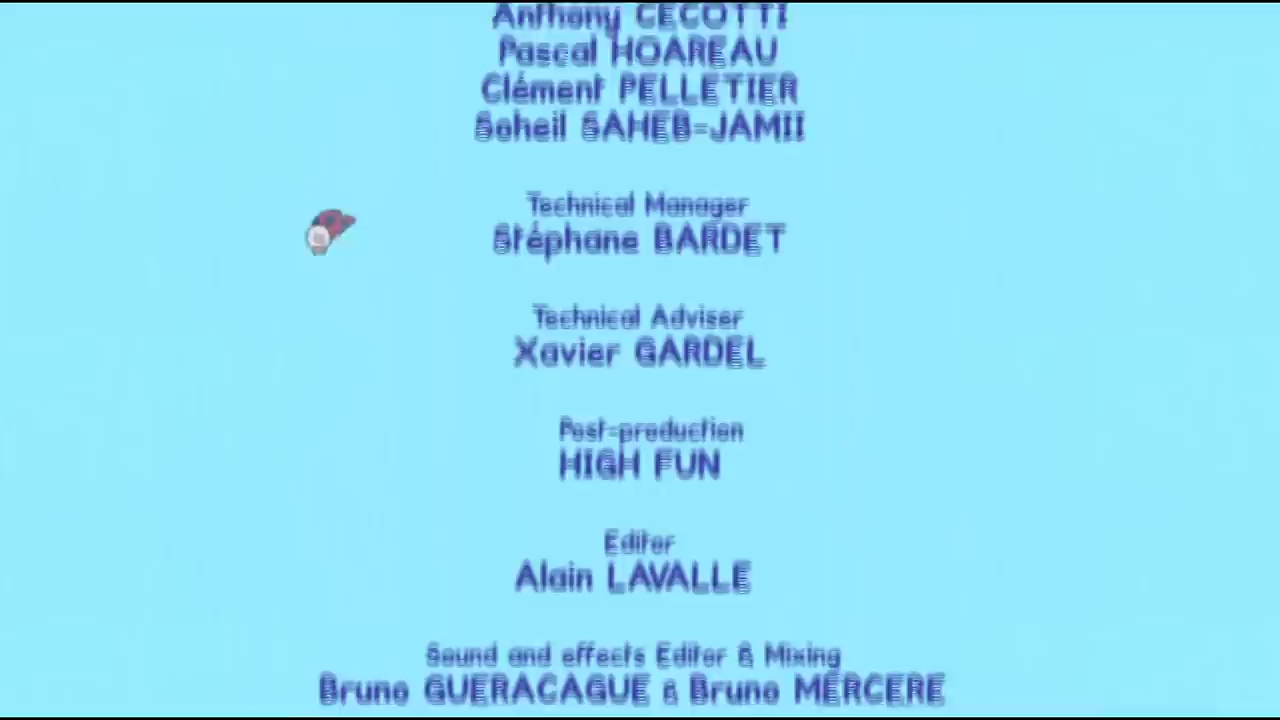 Anthony CECOTTI
Pascal HOAREAU
Clément PELLETIER
Soheil SAHEB-JAMII
Technical Manager
Stéphane BARDET
Technical Adviser
Xavier GARDEL
Post-production
HIGH FUN
Editor
Alain LAVALLE
Sound and effects Editor & Mixing
Bruno GUERACAGUE & Bruno MERCERE